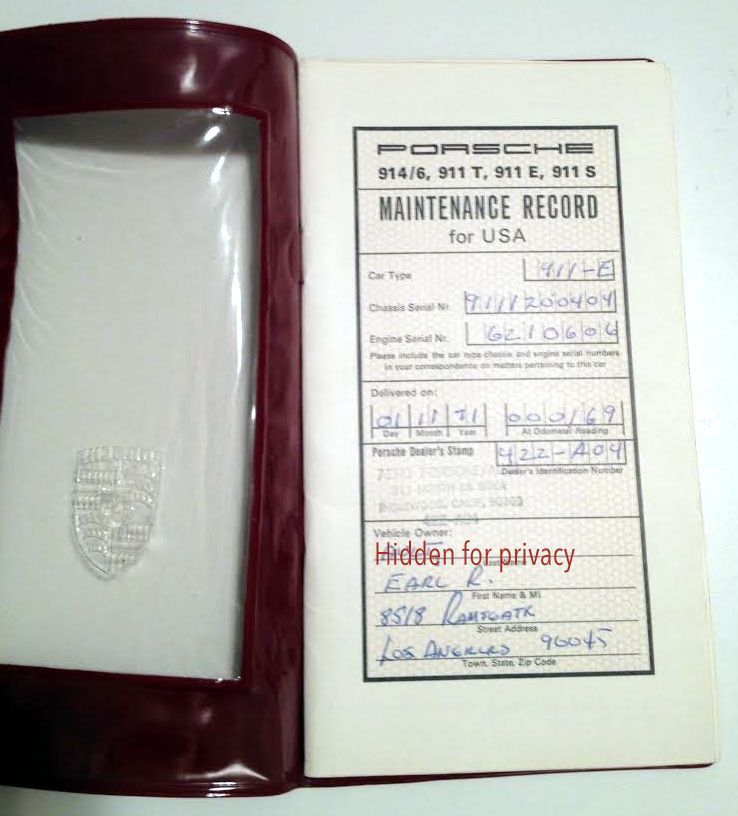 PORSCHE
914/6, 911 T, 911 E, 911 S
MAINTENANCE RECORD
for USA
Car Type 911-E
Chassis Serial Nr. 9111200404
Engine Serial Nr. 6210606
Please include the car type chassis and engine serial numbers
in your correspondence on matters pertaining to this car
Delivered on:
01 11 71 000169
Day Month Year At Odometer Reading
Porsche Dealer's Stamp 422-A04
Dealer's Identification Number
Vehicle Owner:
Hidden for privacy
EARL R.
First Name & MI
8518 RAMSGATE
Street Address
LOS ANGELES 90045
Town, State, Zip Code